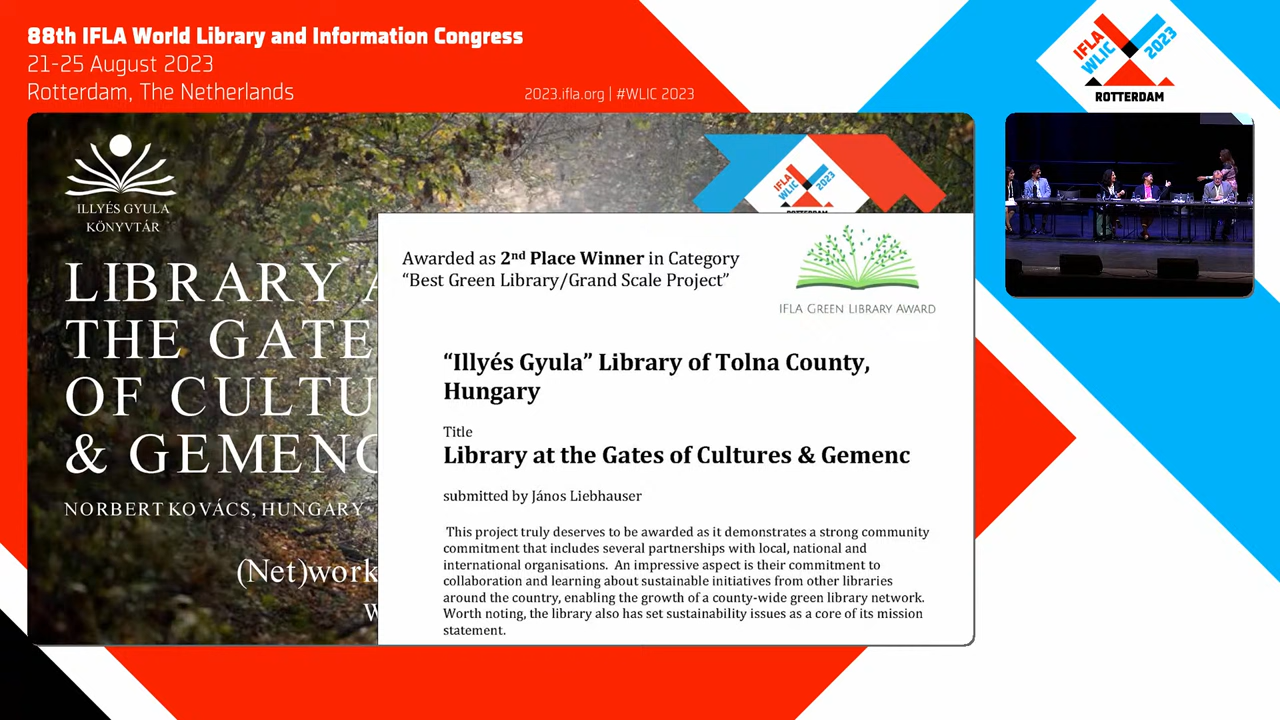 88th IFLA World Library and Information Congress
21-25 August 2023
Rotterdam, The Netherlands
2023.ifla.org | #WLIC 2023
IFLA
WLIC
2023
ROTTERDAM
ILLYÉS GYULA
KÖNYVTÁR
LIBRARY A
THE GATE
OF CULTU
& GEMENC
NORBERT KOVÁCS, HUNGARY
(Net)work
W
IFLA
WLIC
2023
ROTTERDAM
Awarded as 2nd Place Winner in Category
“Best Green Library/Grand Scale Project”
IFLA GREEN LIBRARY AWARD
“Illyés Gyula” Library of Tolna County,
Hungary
Title
Library at the Gates of Cultures & Gemenc
submitted by János Liebhauser
This project truly deserves to be awarded as it demonstrates a strong community
commitment that includes several partnerships with local, national and
international organisations.  An impressive aspect is their commitment to
collaboration and learning about sustainable initiatives from other libraries
around the country, enabling the growth of a county-wide green library network.
Worth noting, the library also has set sustainability issues as a core of its mission
statement.